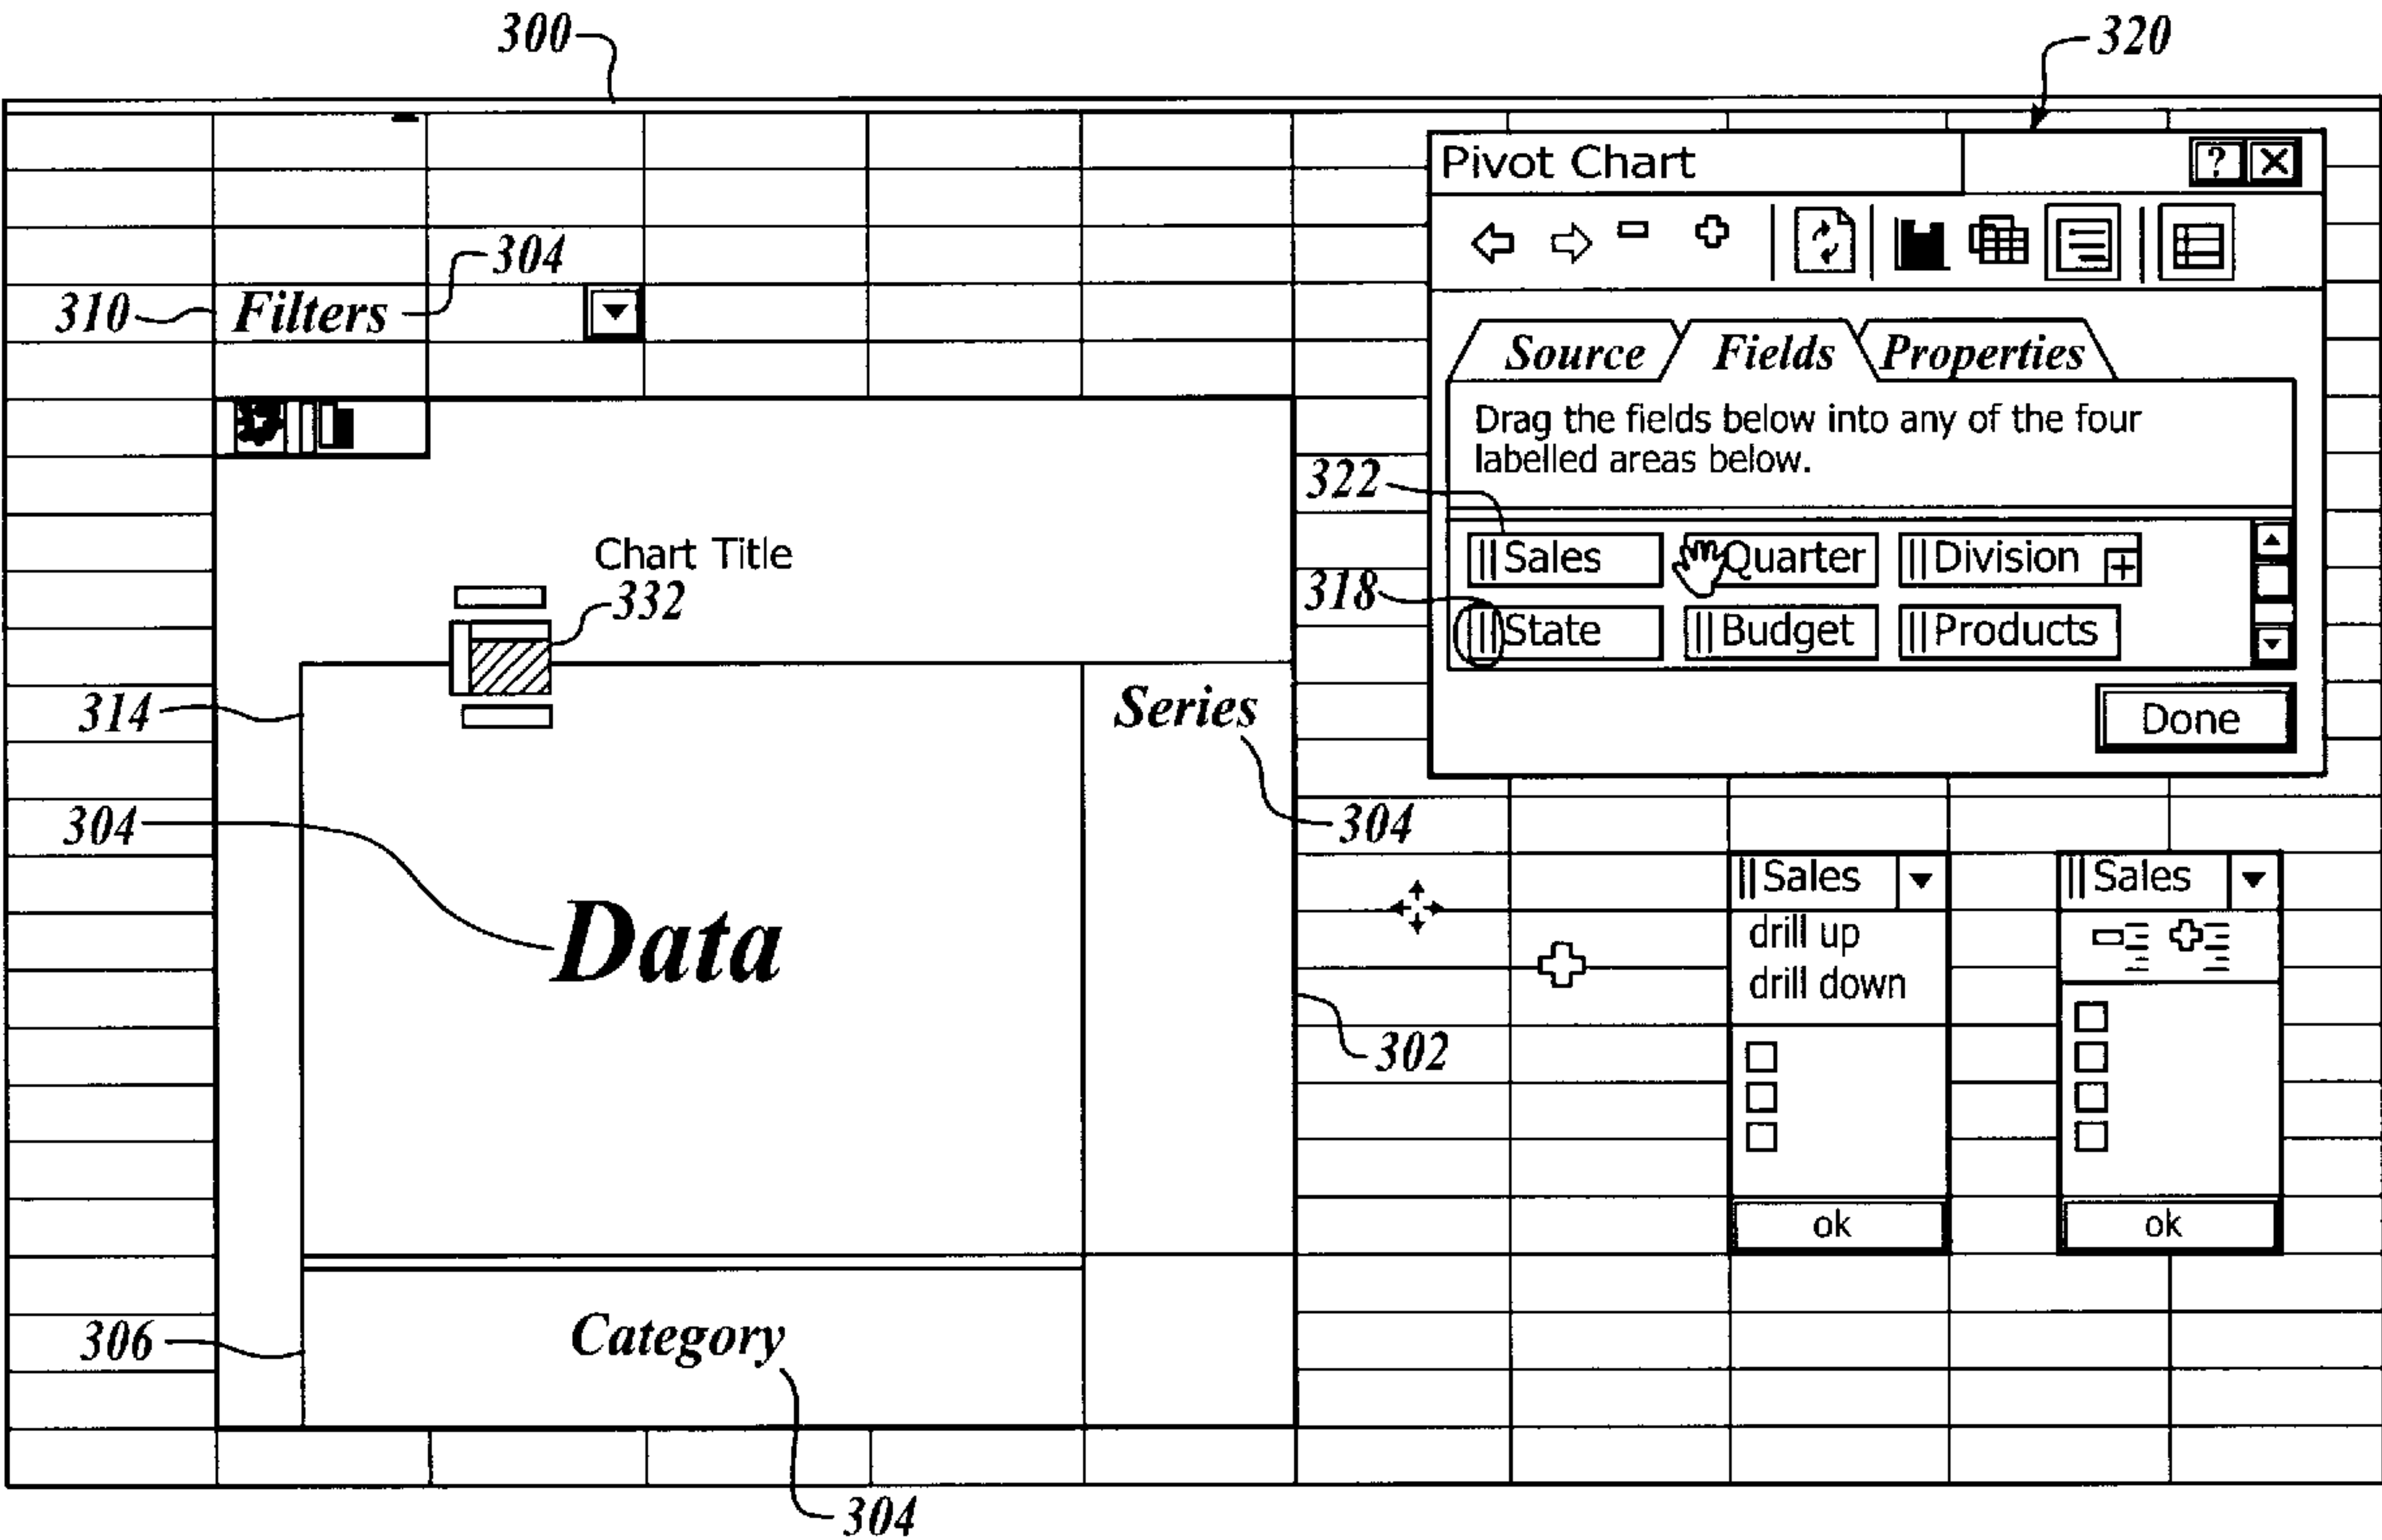 300
320
Pivot Chart
?
304
310
Filters
Source
Fields
Properties
Drag the fields below into any of the four
labelled areas below.
322
Sales
Quarter
Division
318
State
Budget
Products
Done
Chart Title
332
314
Series
304
304
Data
302
Sales
drill up
drill down
ok
Sales
ok
306
Category
304